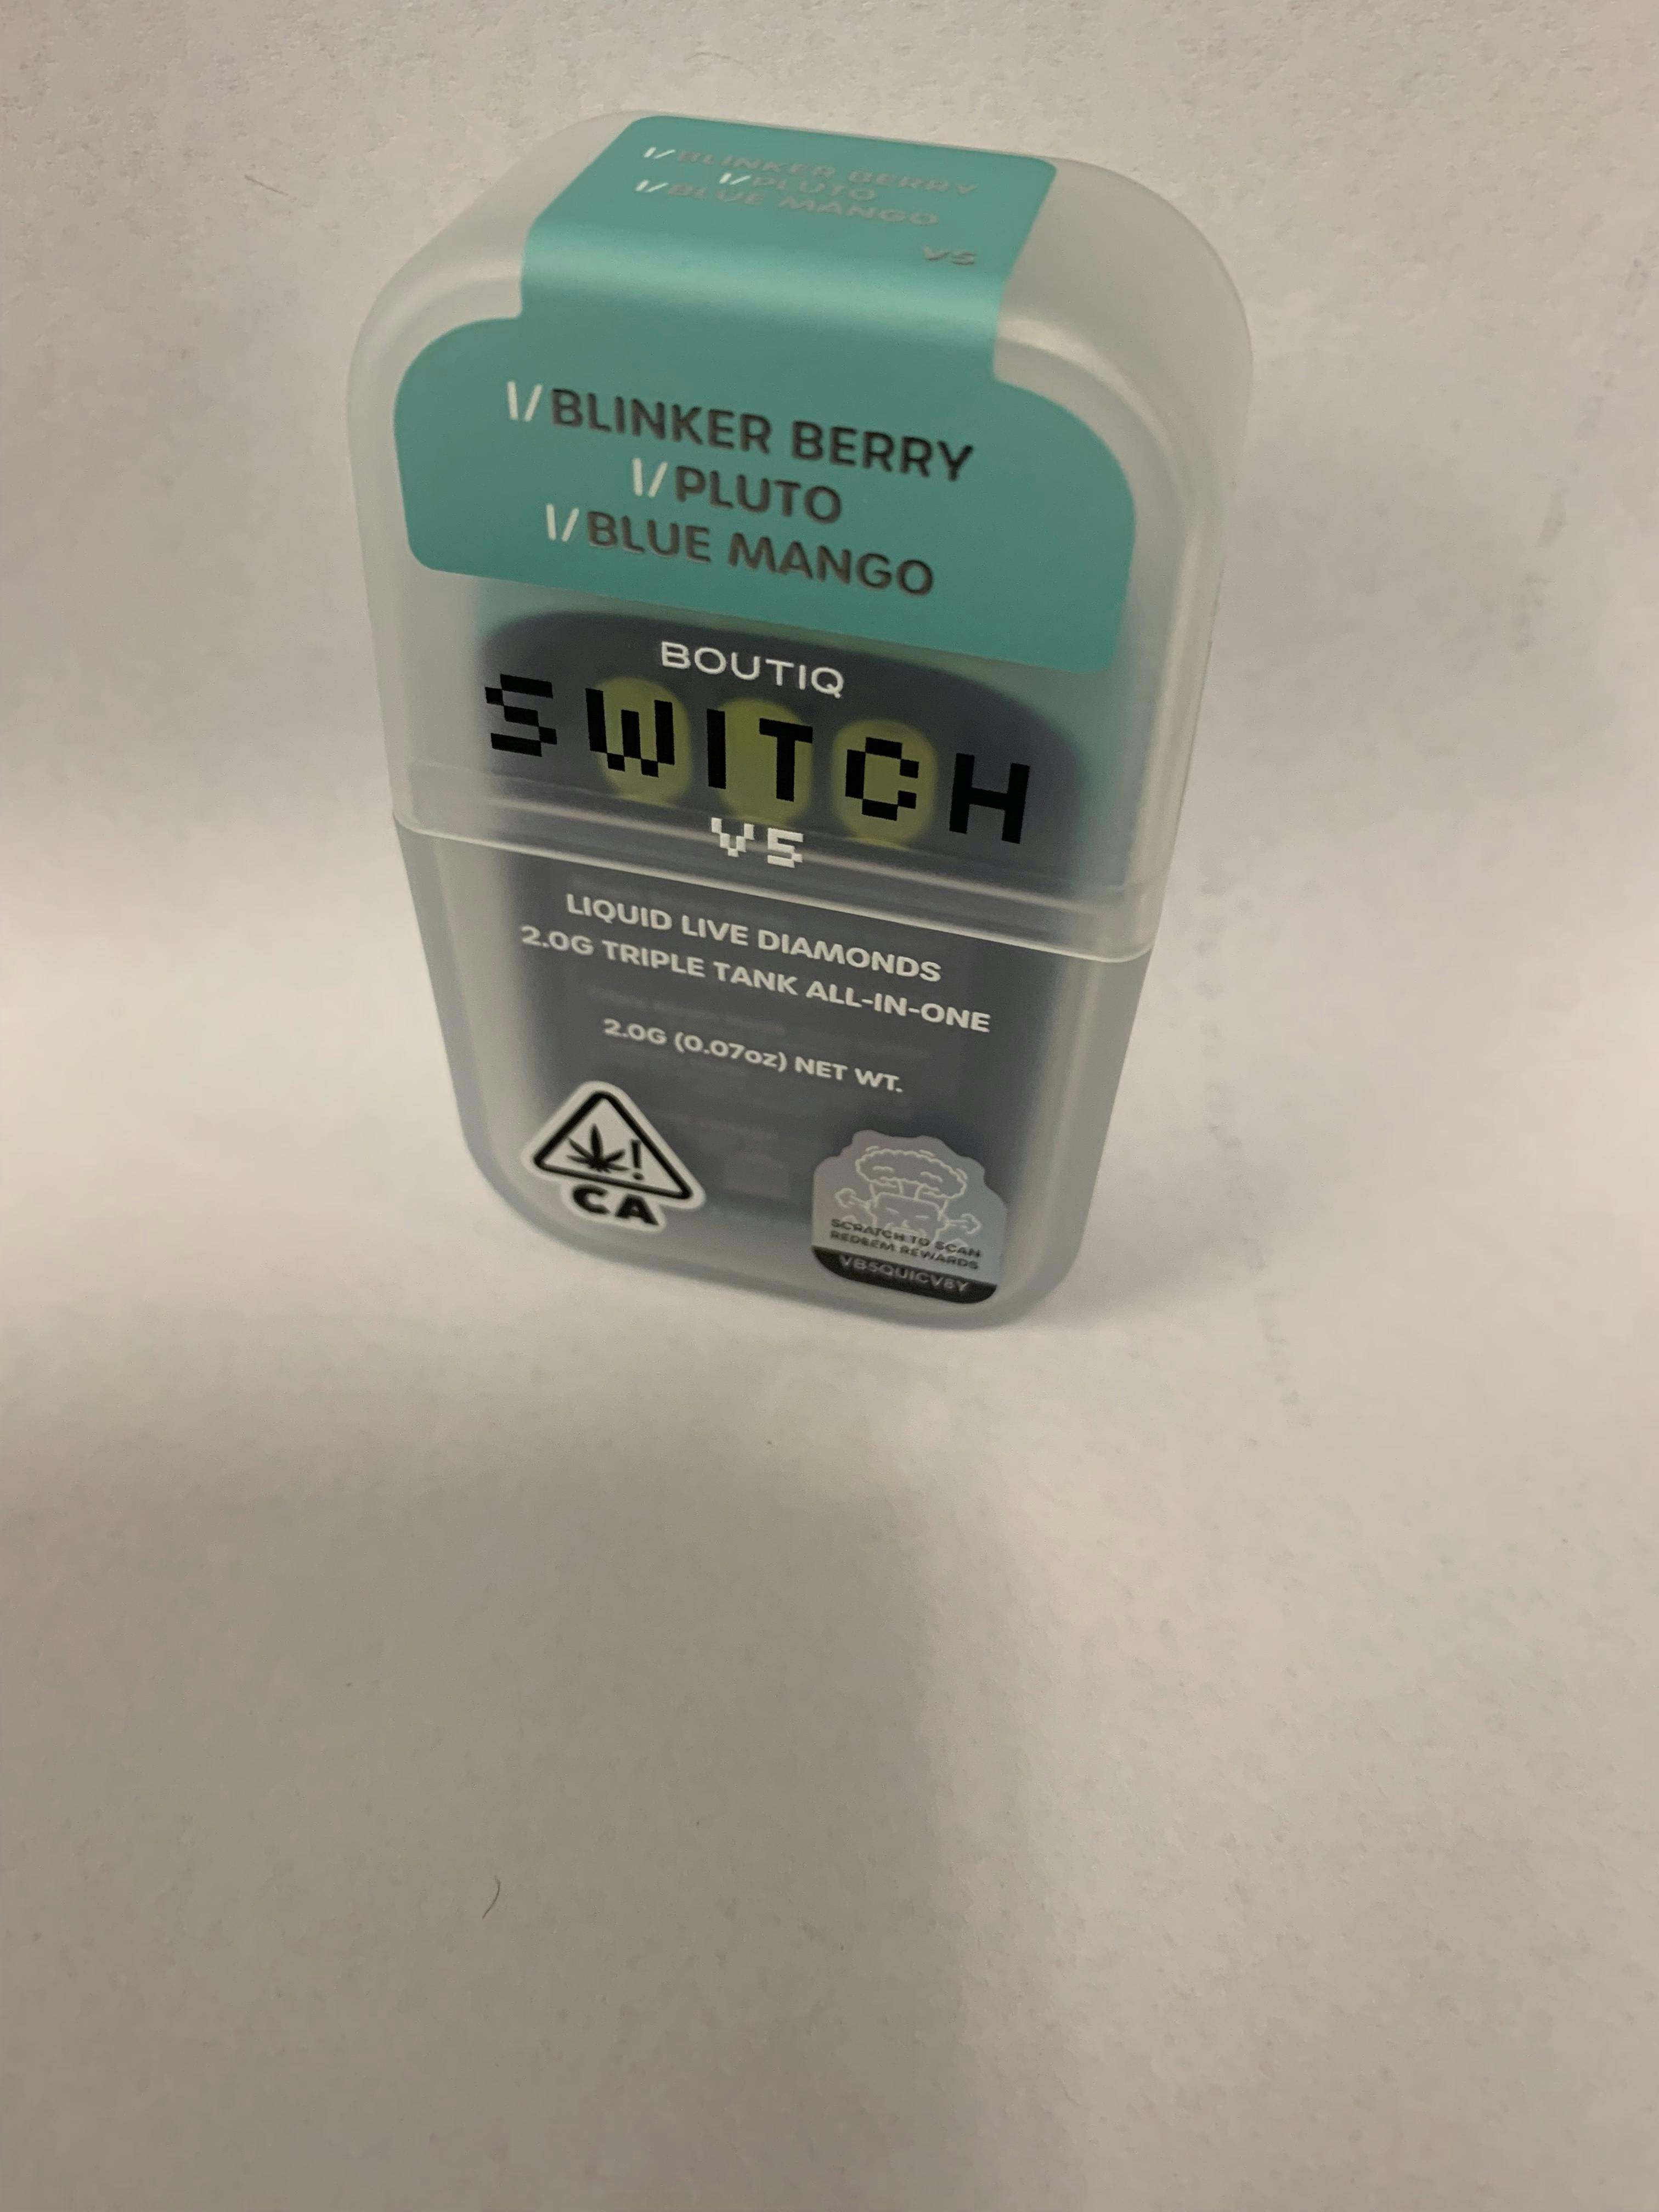 \/BLINKER BERRY
\/PLUTO
\/BLUE MANGO
V5
\/BLINKER BERRY
\/PLUTO
\/BLUE MANGO
BOUTIQ
SWITCH
V5
LIQUID LIVE DIAMONDS
2.0G TRIPLE TANK ALL-IN-ONE
2.0G (0.07oz) NET WT.
!
CA
SCRATCH TO SCAN
REDEEM REWARDS
VB5QUICV8Y